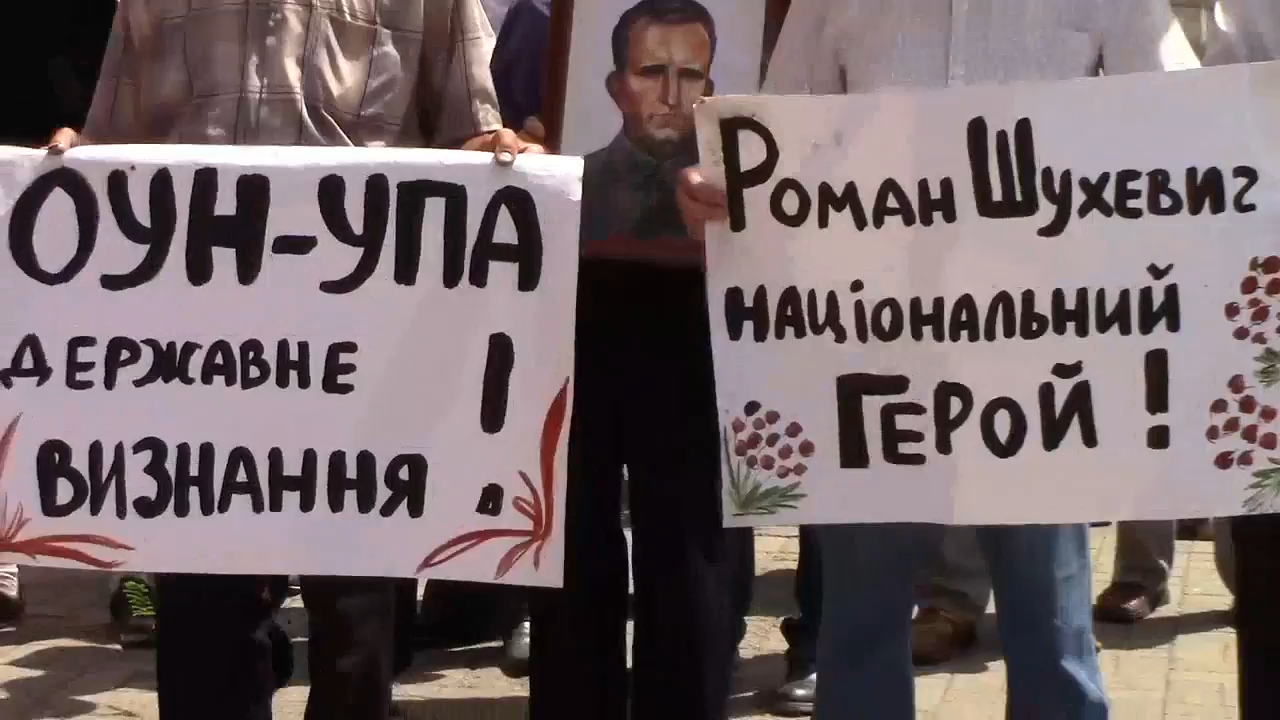 ОУН-УПА
ДЕРЖАВНЕ
ВИЗНАННЯ !
Роман Шухевич
національний
Герой !